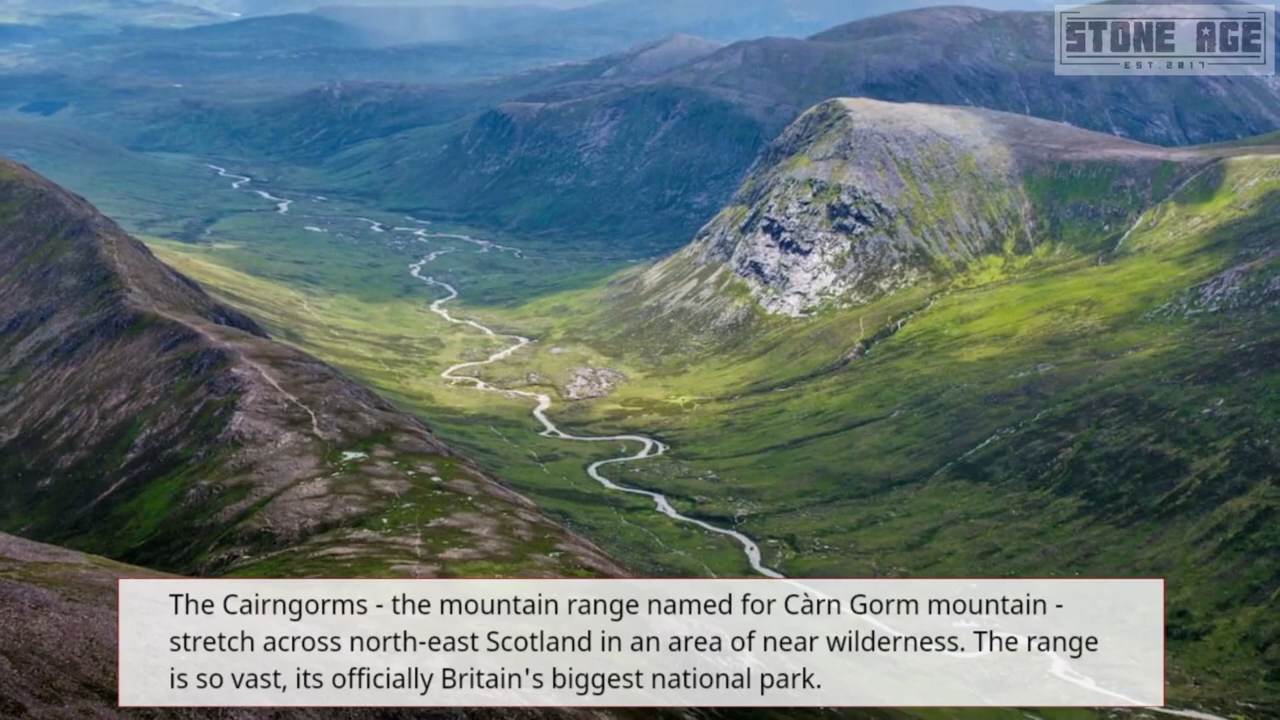 STONE AGE
EST.2017
The Cairngorms - the mountain range named for Càrn Gorm mountain -
stretch across north-east Scotland in an area of near wilderness. The range
is so vast, its officially Britain's biggest national park.